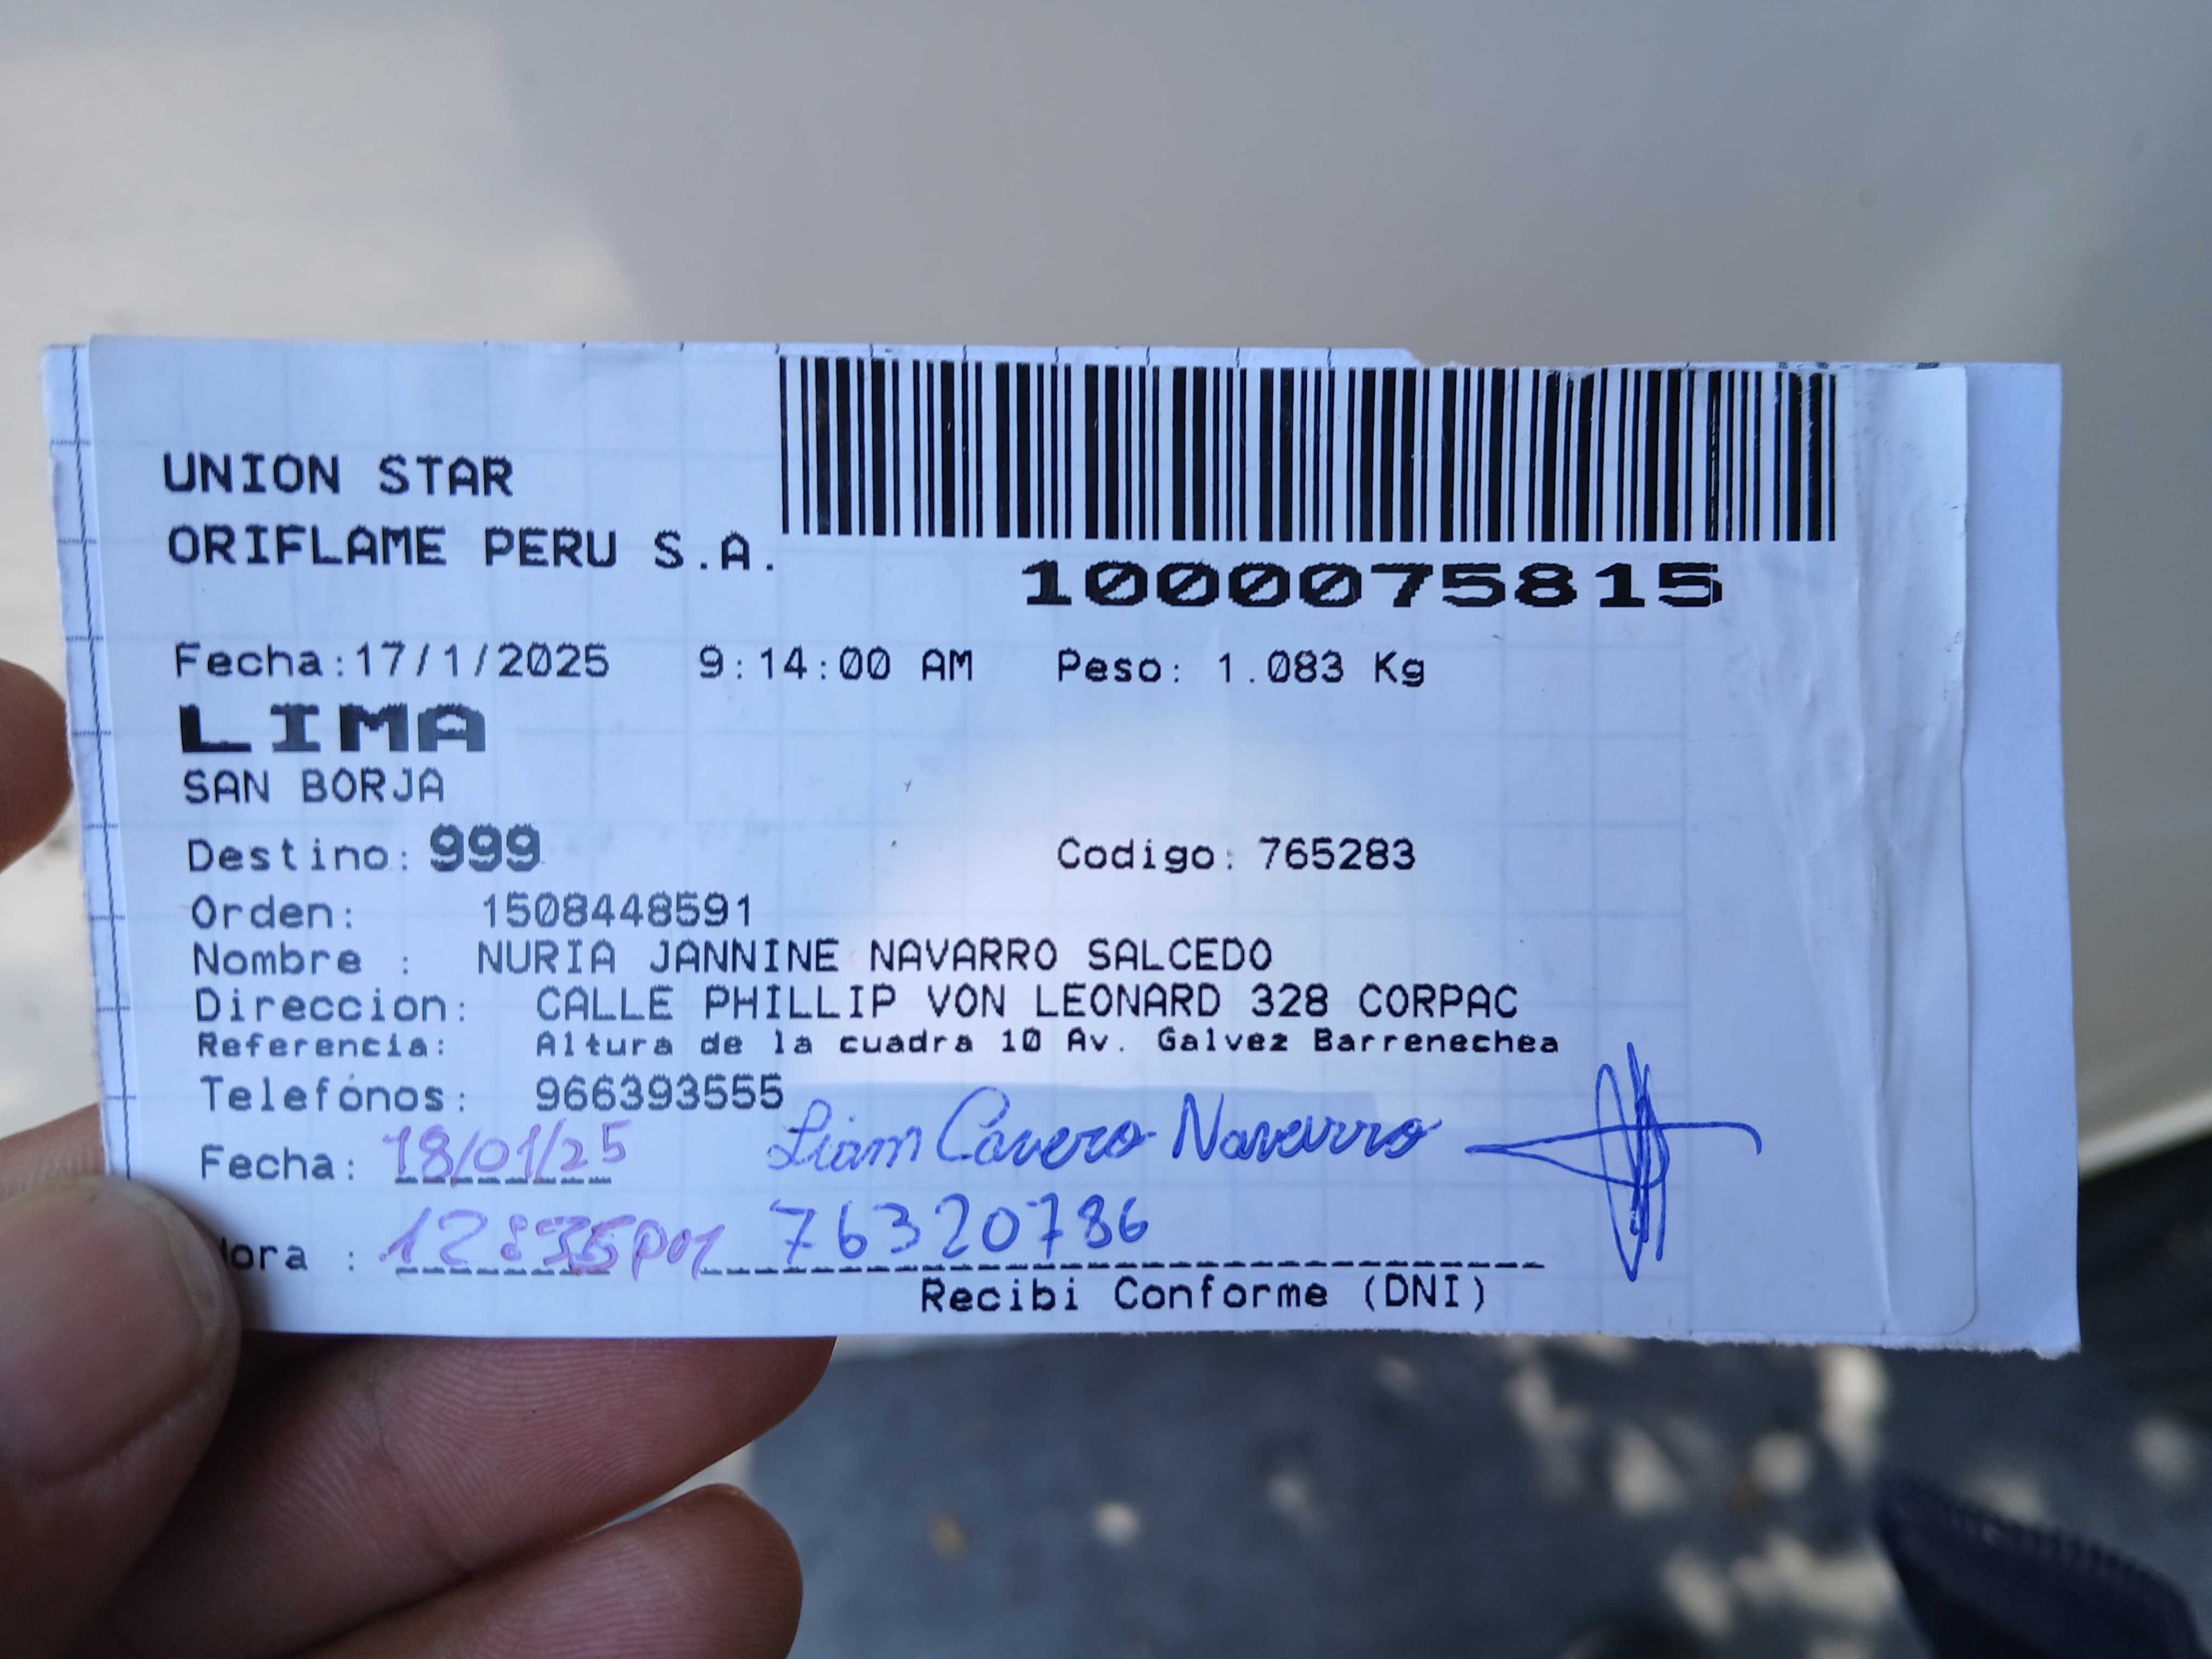 UNION STAR
ORIFLAME PERU S.A.
1000075815
Fecha:17/1/2025 9:14:00 AM Peso: 1.083 Kg
LIMA
SAN BORJA
Destino: 999 Codigo: 765283
Orden: 1508448591
Nombre : NURIA JANNINE NAVARRO SALCEDO
Direccion: CALLE PHILLIP VON LEONARD 328 CORPAC
Referencia: Altura de la cuadra 10 Av. Galvez Barrenechea
Telefónos: 966393555
Liam Cavero Navarro
Fecha: 18/01/25
76320786
ora :
Recibi Conforme (DNI)